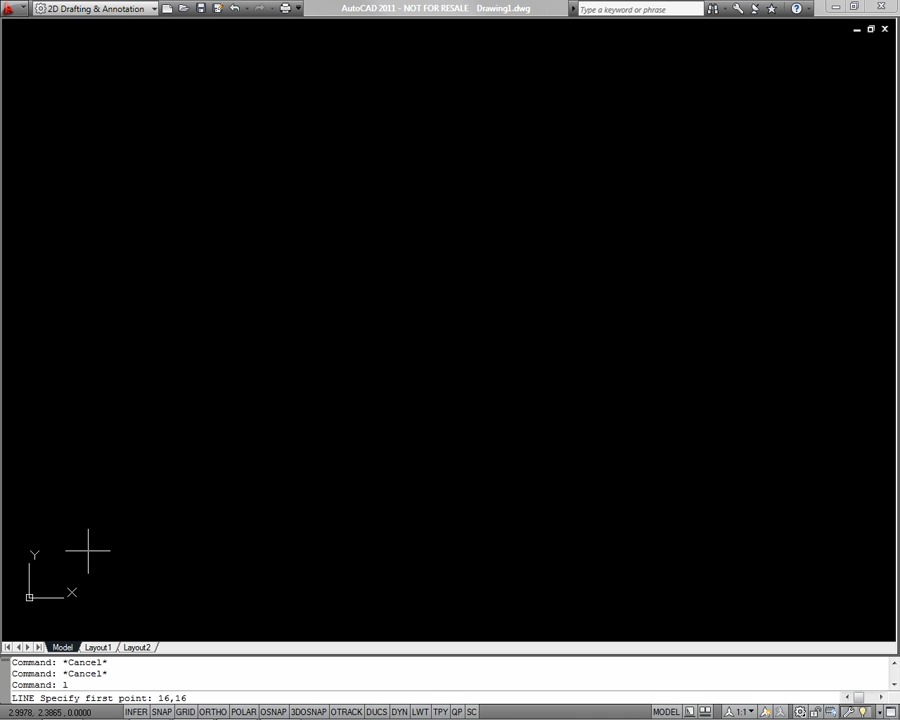 2D Drafting & Annotation
AutoCAD 2011 - NOT FOR RESALE Drawing1.dwg
Type a keyword or phrase
Y
X
Model Layout1 Layout2
Command: *Cancel*
Command: *Cancel*
Command: l
LINE Specify first point: 16,16
2.9978, 2.3865, 0.0000 INFER SNAP GRID ORTHO POLAR OSNAP 3DOSNAP OTRACK DUCS DYN LWT TPY QP SC MODEL 1:1